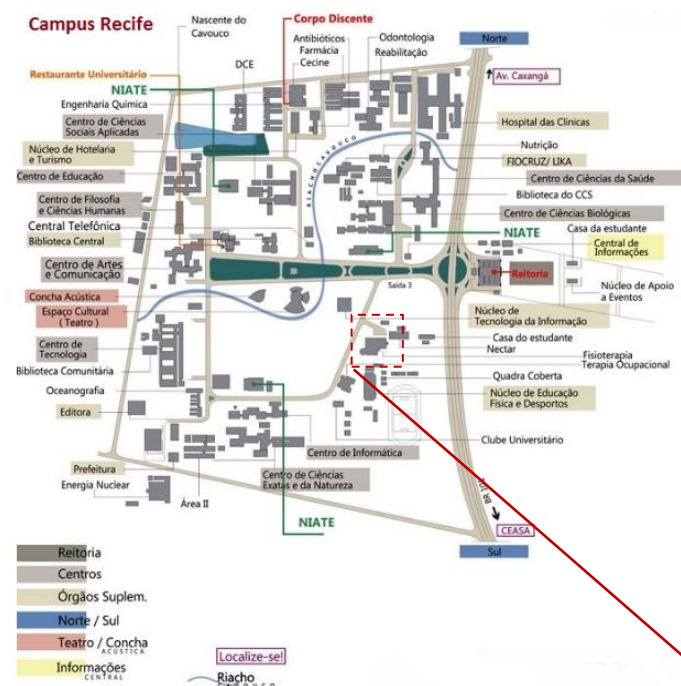 Campus Recife
Nascente do
Cavouco
Corpo Discente
Antibióticos
Farmácia
Cecine
Odontologia
Reabilitação
Norte
Av. Caxangá
DCE
Restaurante Universitário
NIATE
Engenharia Química
Centro de Ciências
Sociais Aplicadas
Núcleo de Hotelaria
e Turismo
Centro de Educação
Centro de Filosofia
e Ciências Humanas
Central Telefônica
Biblioteca Central
Centro de Artes
e Comunicação
Concha Acústica
Espaço Cultural
( Teatro )
Centro de
Tecnologia
Biblioteca Comunitária
Oceanografia
Editora
Prefeitura
Energia Nuclear
Área II
RIACHO CAVOUCO
Hospital das Clinicas
Nutrição
FIOCRUZ/ LIKA
Centro de Ciências da Saúde
Biblioteca do CCS
Centro de Ciências Biológicas
NIATE
Casa da estudante
Central de
Informações
Reitoria
Saída 3
Núcleo de Apoio
a Eventos
Núcleo de
Tecnologia da Informação
Casa do estudante
Nectar
Fisioterapia
Terapia Ocupacional
Quadra Coberta
Núcleo de Educação
Fisica e Desportos
Clube Universitário
Centro de Informática
Centro de Ciências
Exatas e da Natureza
NIATE
BR 101
CEASA
Sul
Reitoria
Centros
Órgãos Suplem.
Norte / Sul
Teatro / Concha
ACÚSTICA
Informações
CENTRAL
Localize-se!
Riacho